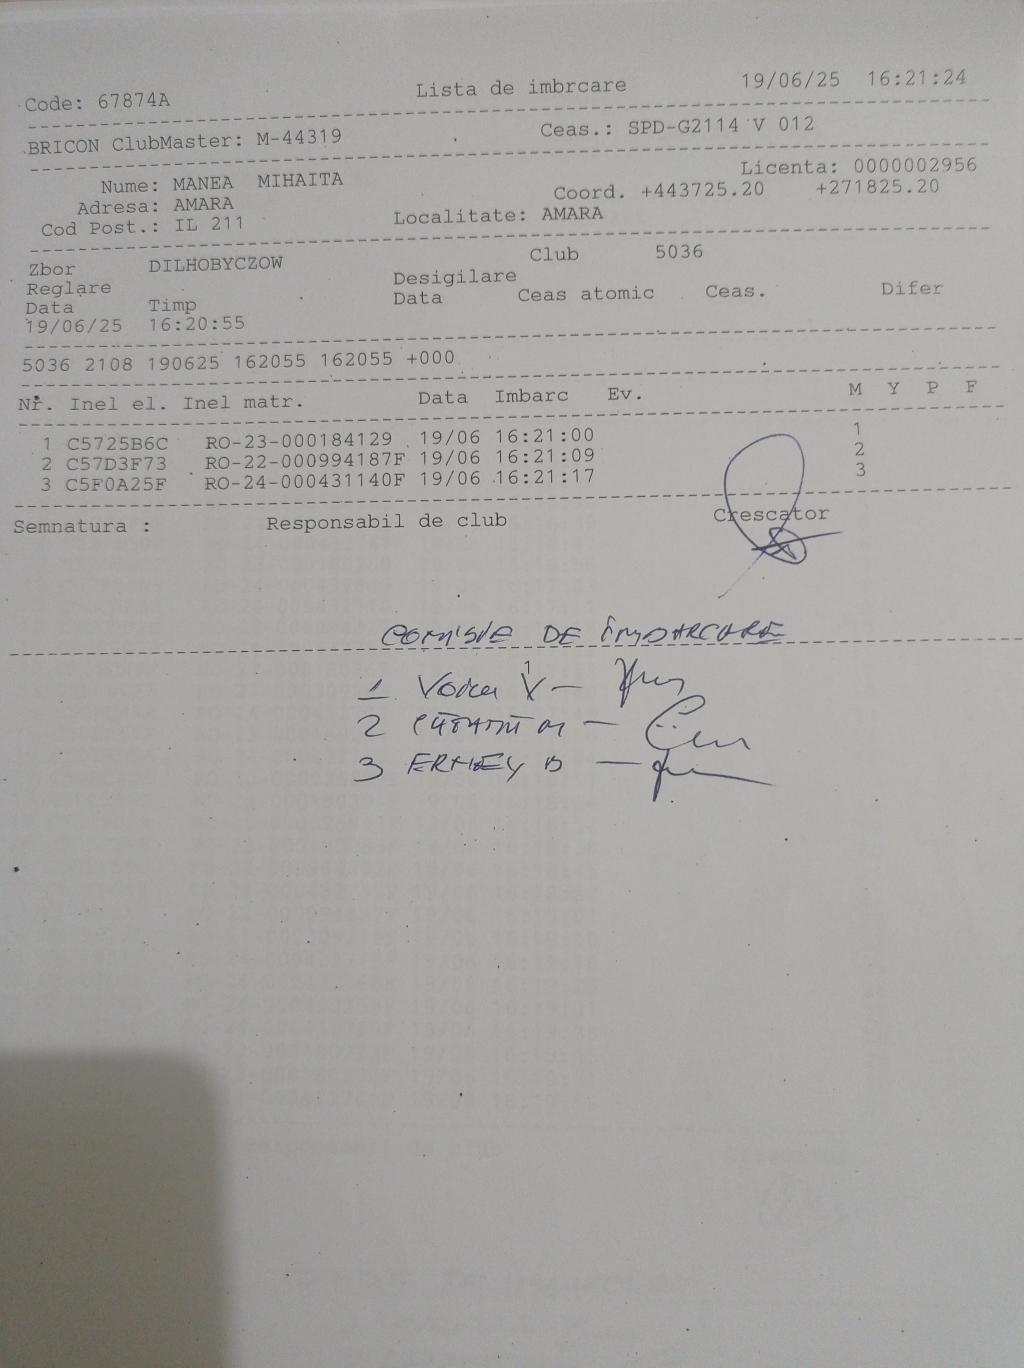 Code: 67874A Lista de imbrcare 19/06/25 16:21:24
BRICON ClubMaster: M-44319 Ceas.: SPD-G2114 V 012
Licenta: 0000002956
Nume: MANEA MIHAITA Coord. +443725.20 +271825.20
Adresa: AMARA
Cod Post.: IL 211 Localitate: AMARA
Zbor DILHOBYCZOW Club 5036
Reglare Desigilare
Data Timp Data Ceas atomic Ceas. Difer
19/06/25 16:20:55
5036 2108 190625 162055 162055 +000
Nr. Inel el. Inel matr. Data Imbarc Ev. M Y P F
1 C5725B6C RO-23-000184129 19/06 16:21:00 1
2 C57D3F73 RO-22-000994187F 19/06 16:21:09 2
3 C5F0A25F RO-24-000431140F 19/06 16:21:17 3
Semnatura : Responsabil de club Crescator
COMISIE DE ÎMBARCARE
1
1 Voicu V —
2
3